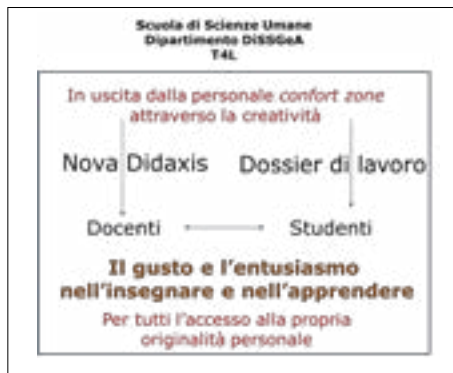 Scuola di Scienze Umane
Dipartimento DiSSGeA
T4L
In uscita dalla personale confort zone
attraverso la creatività
Nova Didaxis Dossier di lavoro
Docenti Studenti
Il gusto e l'entusiasmo
nell'insegnare e nell'apprendere
Per tutti l'accesso alla propria
originalità personale